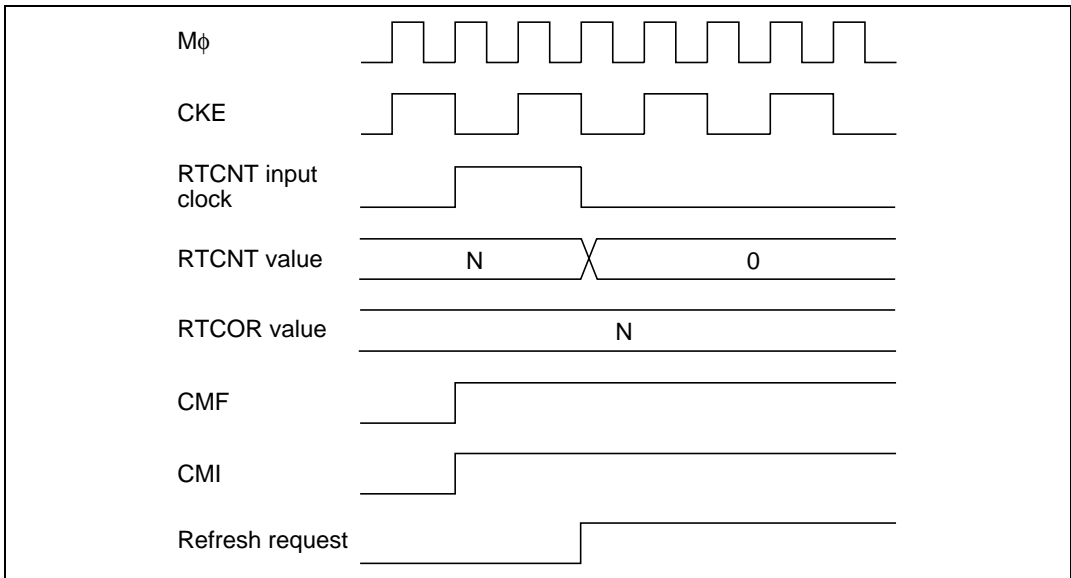 Mϕ
CKE
RTCNT input
clock
RTCNT value
N
0
RTCOR value
N
CMF
CMI
Refresh request